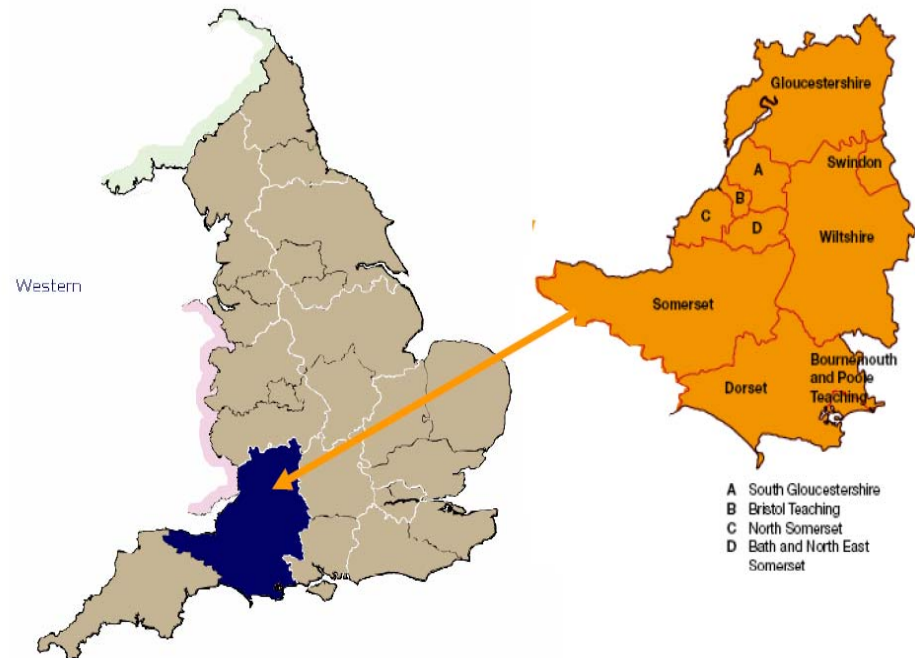 Western
Gloucestershire
Swindon
A
B
C
D
Wiltshire
Somerset
Bournemouth
and Poole
Teaching
Dorset
A South Gloucestershire
B Bristol Teaching
C North Somerset
D Bath and North East
Somerset